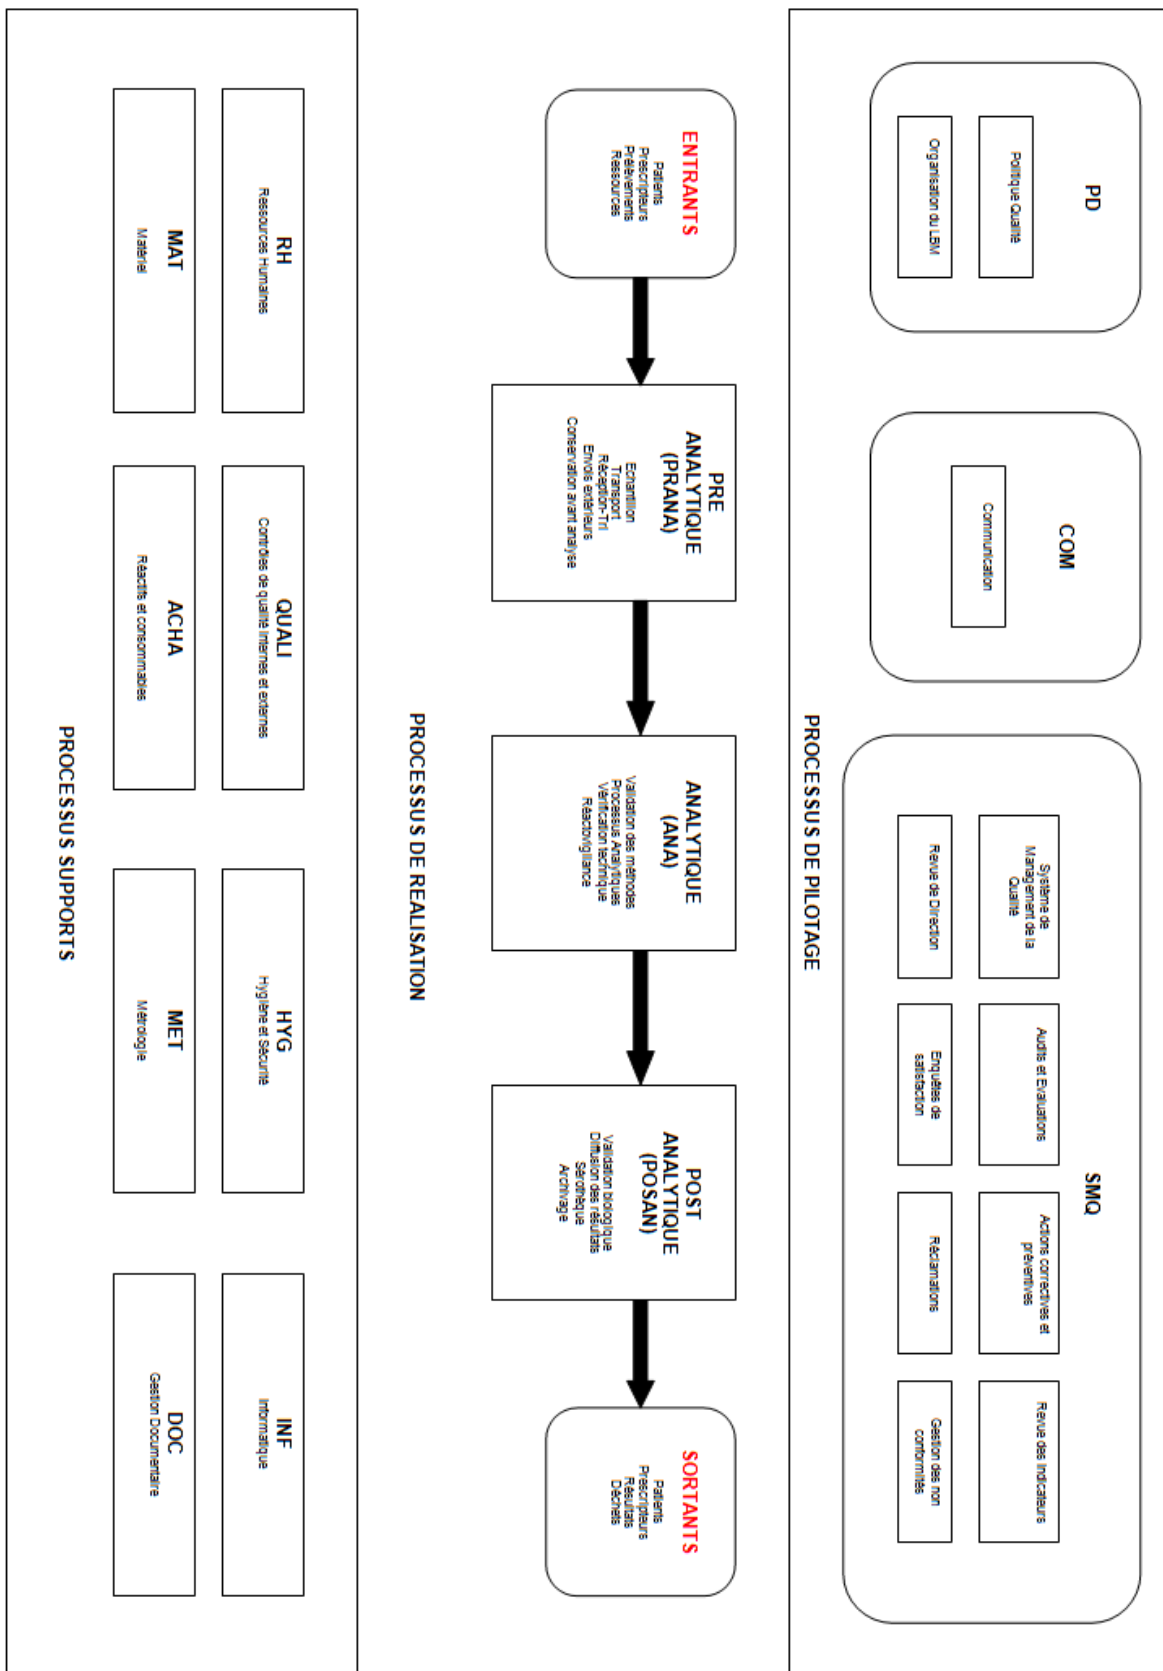 PD
Politique Qualité
Organisation du LBM
COM
Communication
SMQ
Système de
Management de la
Qualité
Audits et Evaluations
Actions correctives et
préventives
Revue des Indicateurs
Revue de Direction
Enquêtes de
satisfaction
Réclamations
Gestion des non
conformités
PROCESSUS DE PILOTAGE
ENTRANTS
Patients
Prescripteurs
Prélèvements
Ressources
PRE
ANALYTIQUE
(PRANA)
Echantillon
Transport
Réception-Tri
Envois extérieurs
Conservation avant analyse
ANALYTIQUE
(ANA)
Validation des méthodes
Processus Analytiques
Vérification technique
Réactovigilance
POST
ANALYTIQUE
(POSAN)
Validation biologique
Diffusion des résultats
Sérothèque
Archivage
SORTANTS
Patients
Prescripteurs
Résultats
Déchets
PROCESSUS DE REALISATION
RH
Ressources Humaines
QUALI
Contrôles de qualité internes et externes
HYG
Hygiène et Sécurité
INF
Informatique
MAT
Matériel
ACHA
Réactifs et consommables
MET
Métrologie
DOC
Gestion Documentaire
PROCESSUS SUPPORTS